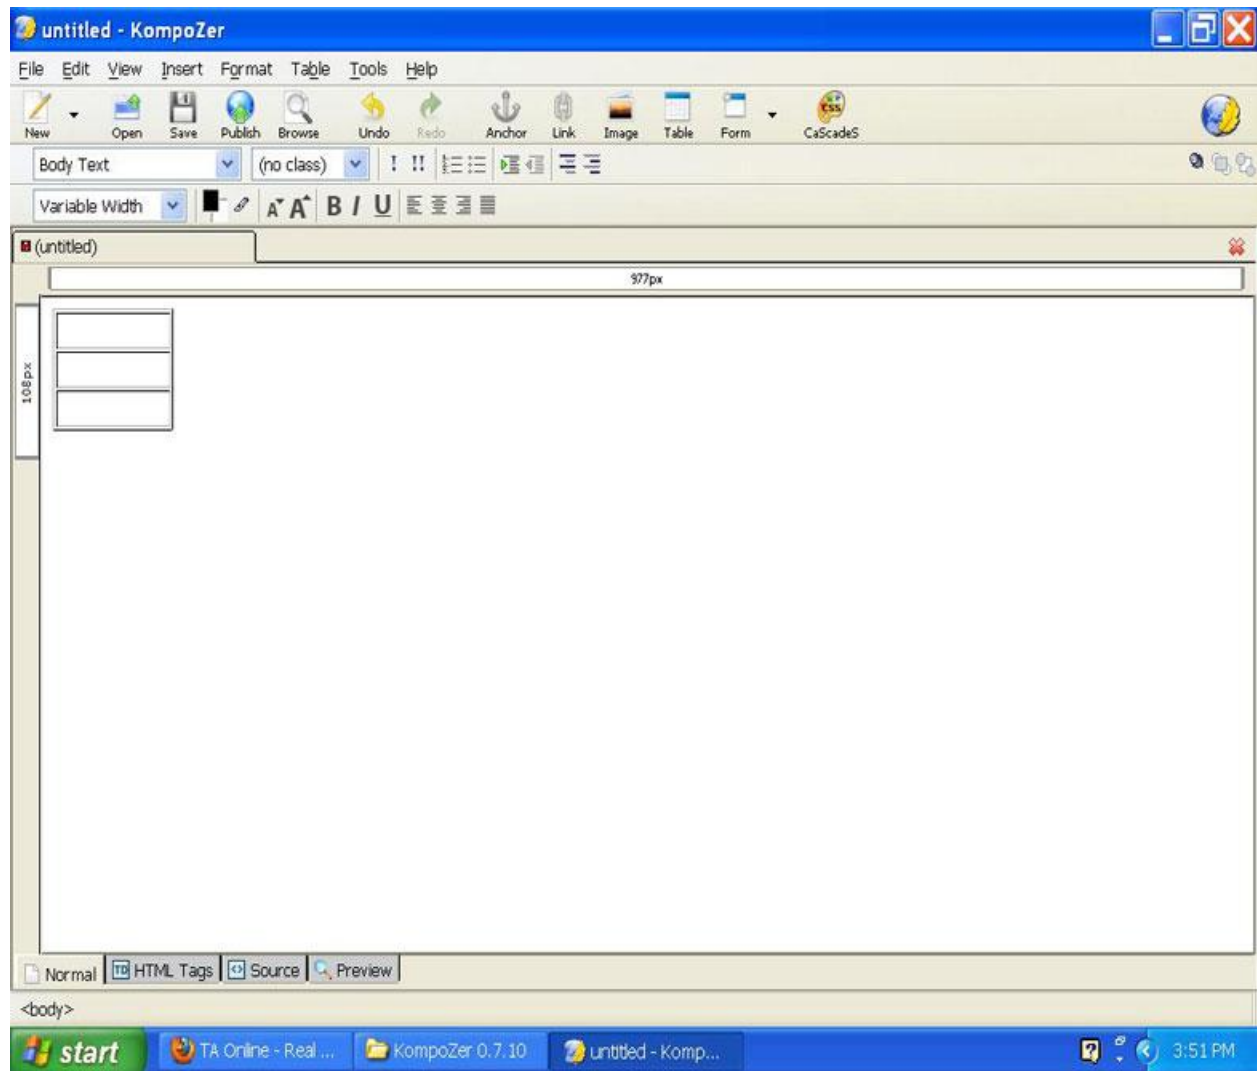 untitled - KompoZer
File Edit View Insert Format Table Tools Help
New Open Save Publish Browse Undo Redo Anchor Link Image Table Form CaScadeS
Body Text (no class) ! !!
Variable Width A A B I U
(untitled)
977px
108px
Normal TD HTML Tags Source Preview
<body>
start TA Online - Real ... KompoZer 0.7.10 untitled - Komp... 3:51 PM